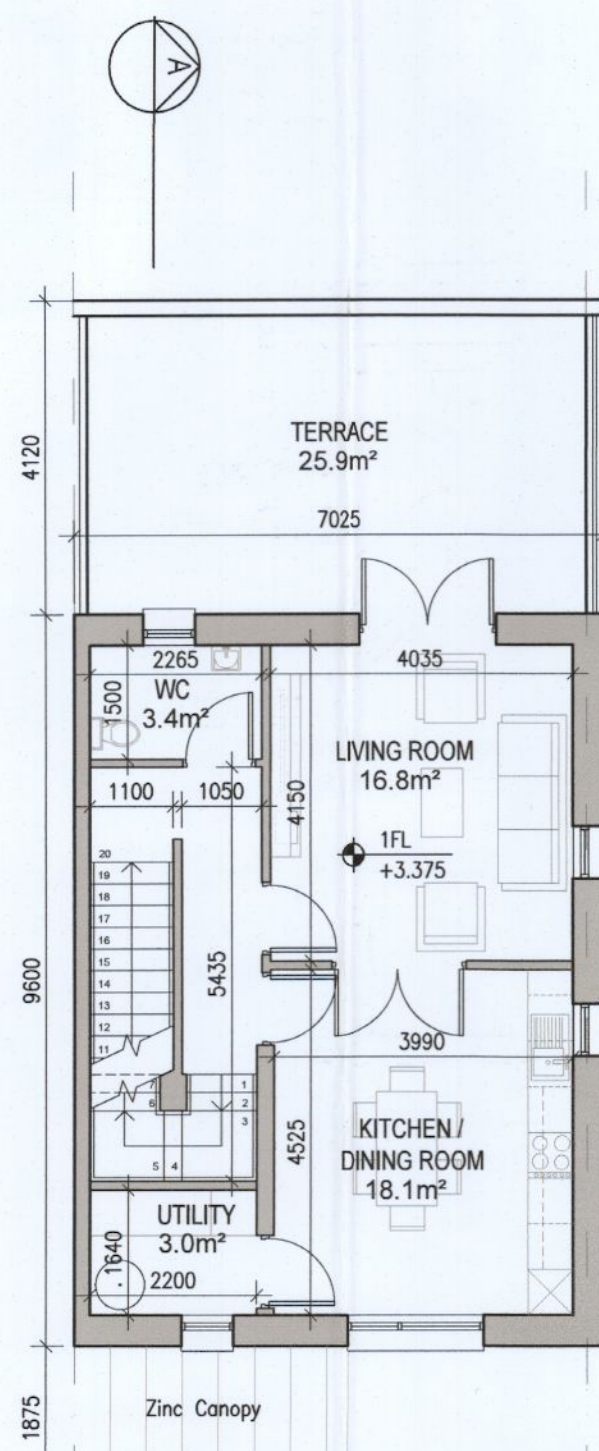 A
4120
TERRACE
25.9m²
7025
2265
4035
1500
WC
3.4m²
LIVING ROOM
16.8m²
1100
1050
4150
1FL
+3.375
20
19
18
17
16
15
14
13
12
11
9600
5435
3990
7
6
5
4
1
2
3
4525
KITCHEN /
DINING ROOM
18.1m²
UTILITY
3.0m²
1640
2200
1875
Zinc Canopy